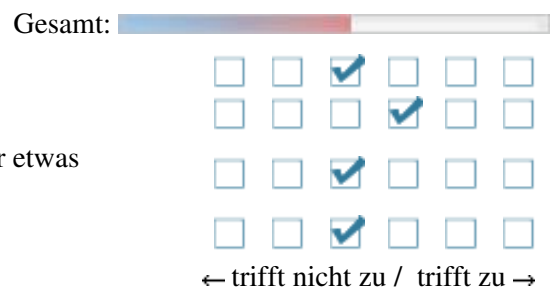 Gesamt:
r etwas
← trifft nicht zu / trifft zu →